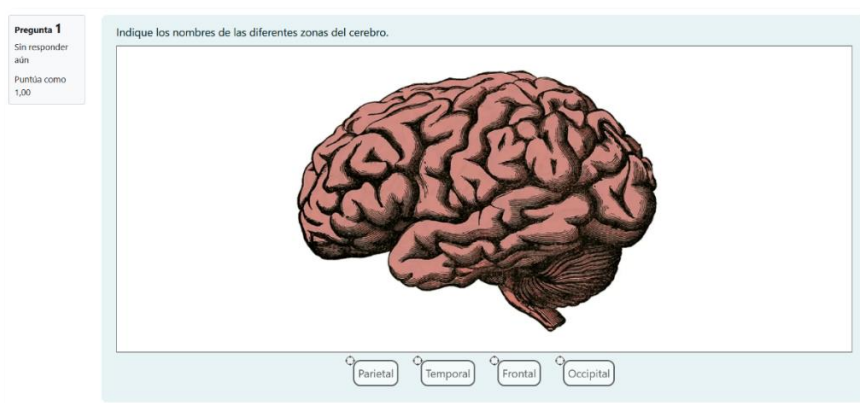 Pregunta 1
Sin responder
aún
Puntúa como
1,00
Indique los nombres de las diferentes zonas del cerebro.
Parietal
Temporal
Frontal
Occipital